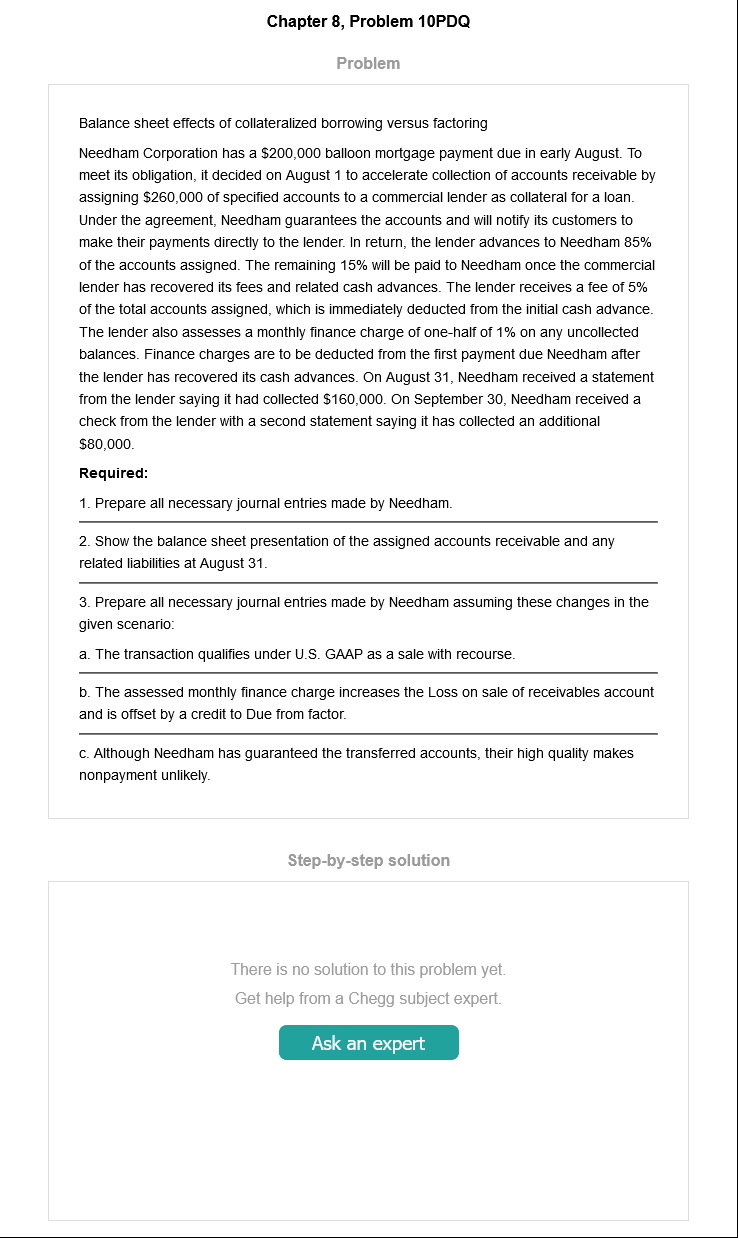 Chapter 8, Problem 10PDQ
Problem
Balance sheet effects of collateralized borrowing versus factoring
Needham Corporation has a $200,000 balloon mortgage payment due in early August. To
meet its obligation, it decided on August 1 to accelerate collection of accounts receivable by
assigning $260,000 of specified accounts to a commercial lender as collateral for a loan.
Under the agreement, Needham guarantees the accounts and will notify its customers to
make their payments directly to the lender. In return, the lender advances to Needham 85%
of the accounts assigned. The remaining 15% will be paid to Needham once the commercial
lender has recovered its fees and related cash advances. The lender receives a fee of 5%
of the total accounts assigned, which is immediately deducted from the initial cash advance.
The lender also assesses a monthly finance charge of one-half of 1% on any uncollected
balances. Finance charges are to be deducted from the first payment due Needham after
the lender has recovered its cash advances. On August 31, Needham received a statement
from the lender saying it had collected $160,000. On September 30, Needham received a
check from the lender with a second statement saying it has collected an additional
$80,000.
Required:
1. Prepare all necessary journal entries made by Needham.
2. Show the balance sheet presentation of the assigned accounts receivable and any
related liabilities at August 31.
3. Prepare all necessary journal entries made by Needham assuming these changes in the
given scenario:
a. The transaction qualifies under U.S. GAAP as a sale with recourse.
b. The assessed monthly finance charge increases the Loss on sale of receivables account
and is offset by a credit to Due from factor.
c. Although Needham has guaranteed the transferred accounts, their high quality makes
nonpayment unlikely.
Step-by-step solution
There is no solution to this problem yet.
Get help from a Chegg subject expert.
Ask an expert